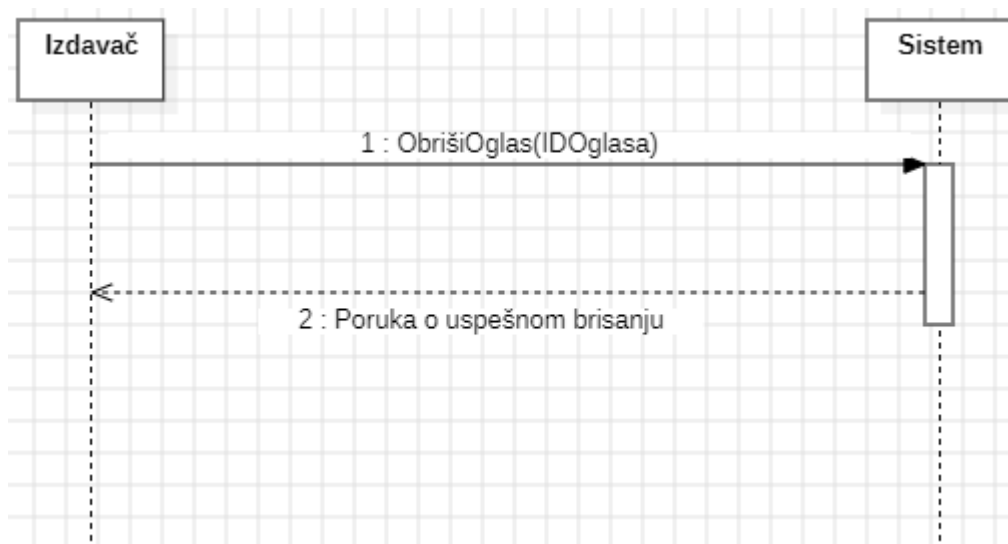 Izdavač
Sistem
1 : ObrišiOglas(IDOglasa)
2 : Poruka o uspešnom brisanju